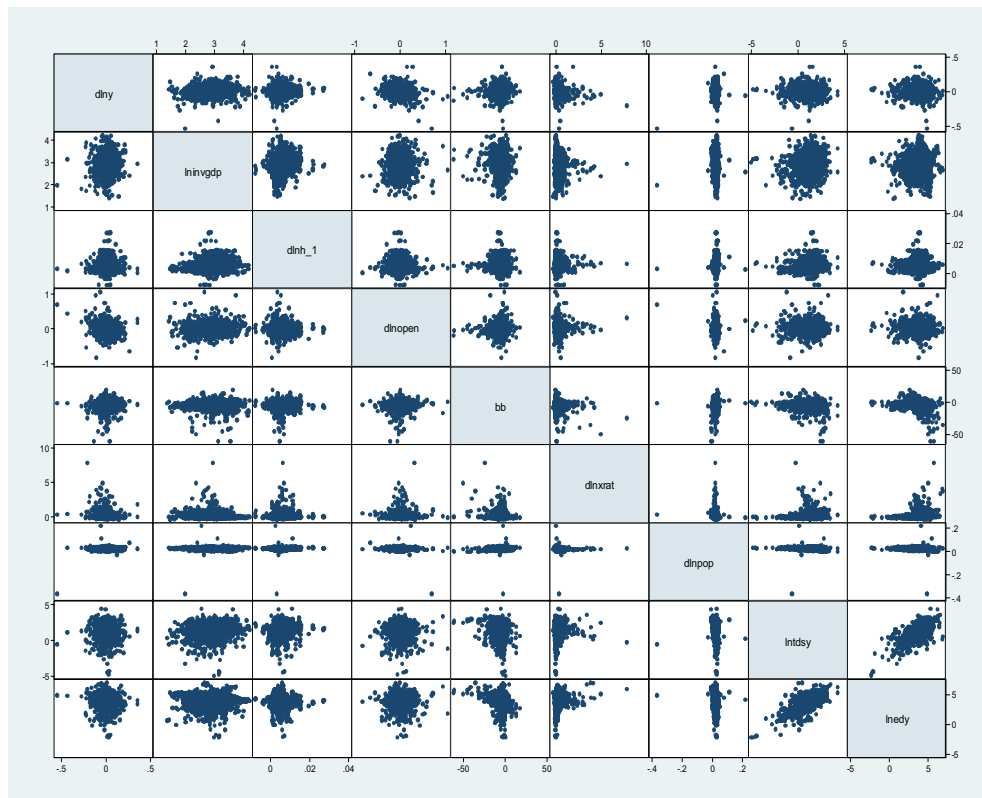 1 2 3 4 -1 0 1 0 5 10 -5 0 5
dlny .5 0 -.5
4 3 2 1 lninvgdp
dlnh_1 .04 .02 0
1 0 -1 dlnopen
bb 50 0 -50
10 5 0 dlnxrat
dlnpop .2 0 -.2 -.4
5 0 -5 lntdsy
lnedy 5 0 -5
-.5 0 .5 0 .02 .04 -50 0 50 -.4 -.2 0 .2 -5 0 5